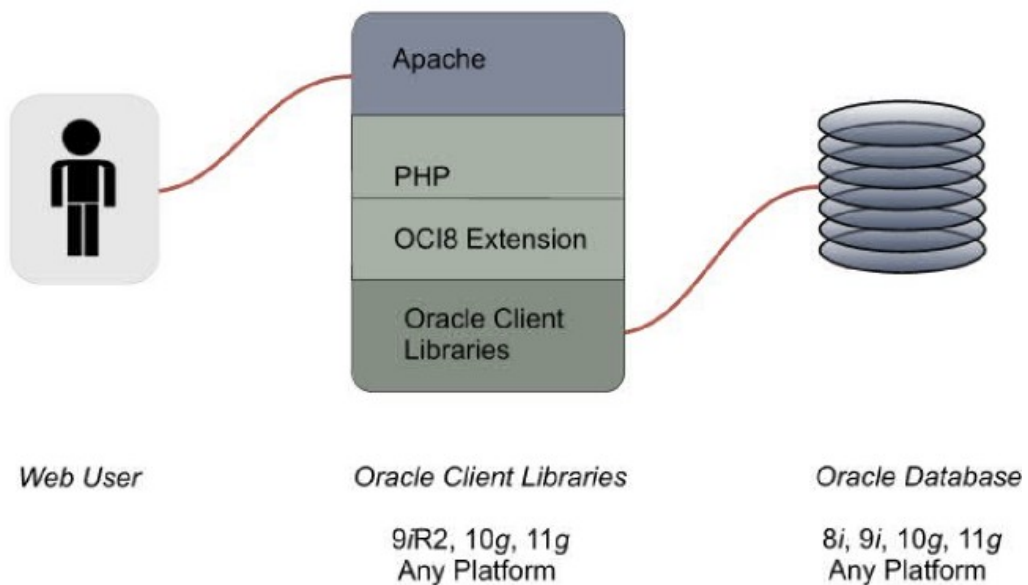 Apache
PHP
OCI8 Extension
Oracle Client
Libraries
Web User
Oracle Client Libraries
Oracle Database
9iR2, 10g, 11g
Any Platform
8i, 9i, 10g, 11g
Any Platform